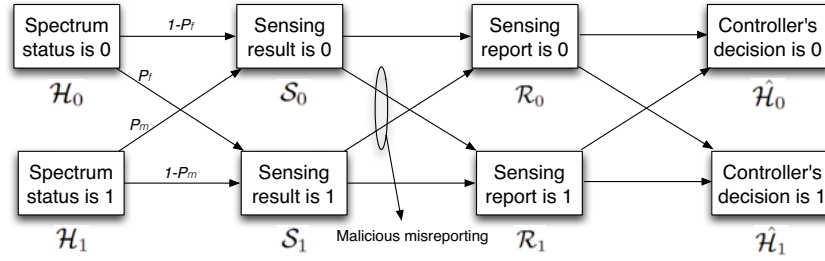 Spectrum status is 0
1-Pf
Sensing result is 0
Sensing report is 0
Controller's decision is 0
H0
Pf
S0
R0
Ĥ0
Pm
Spectrum status is 1
1-Pm
Sensing result is 1
Sensing report is 1
Controller's decision is 1
H1
S1
Malicious misreporting
R1
Ĥ1